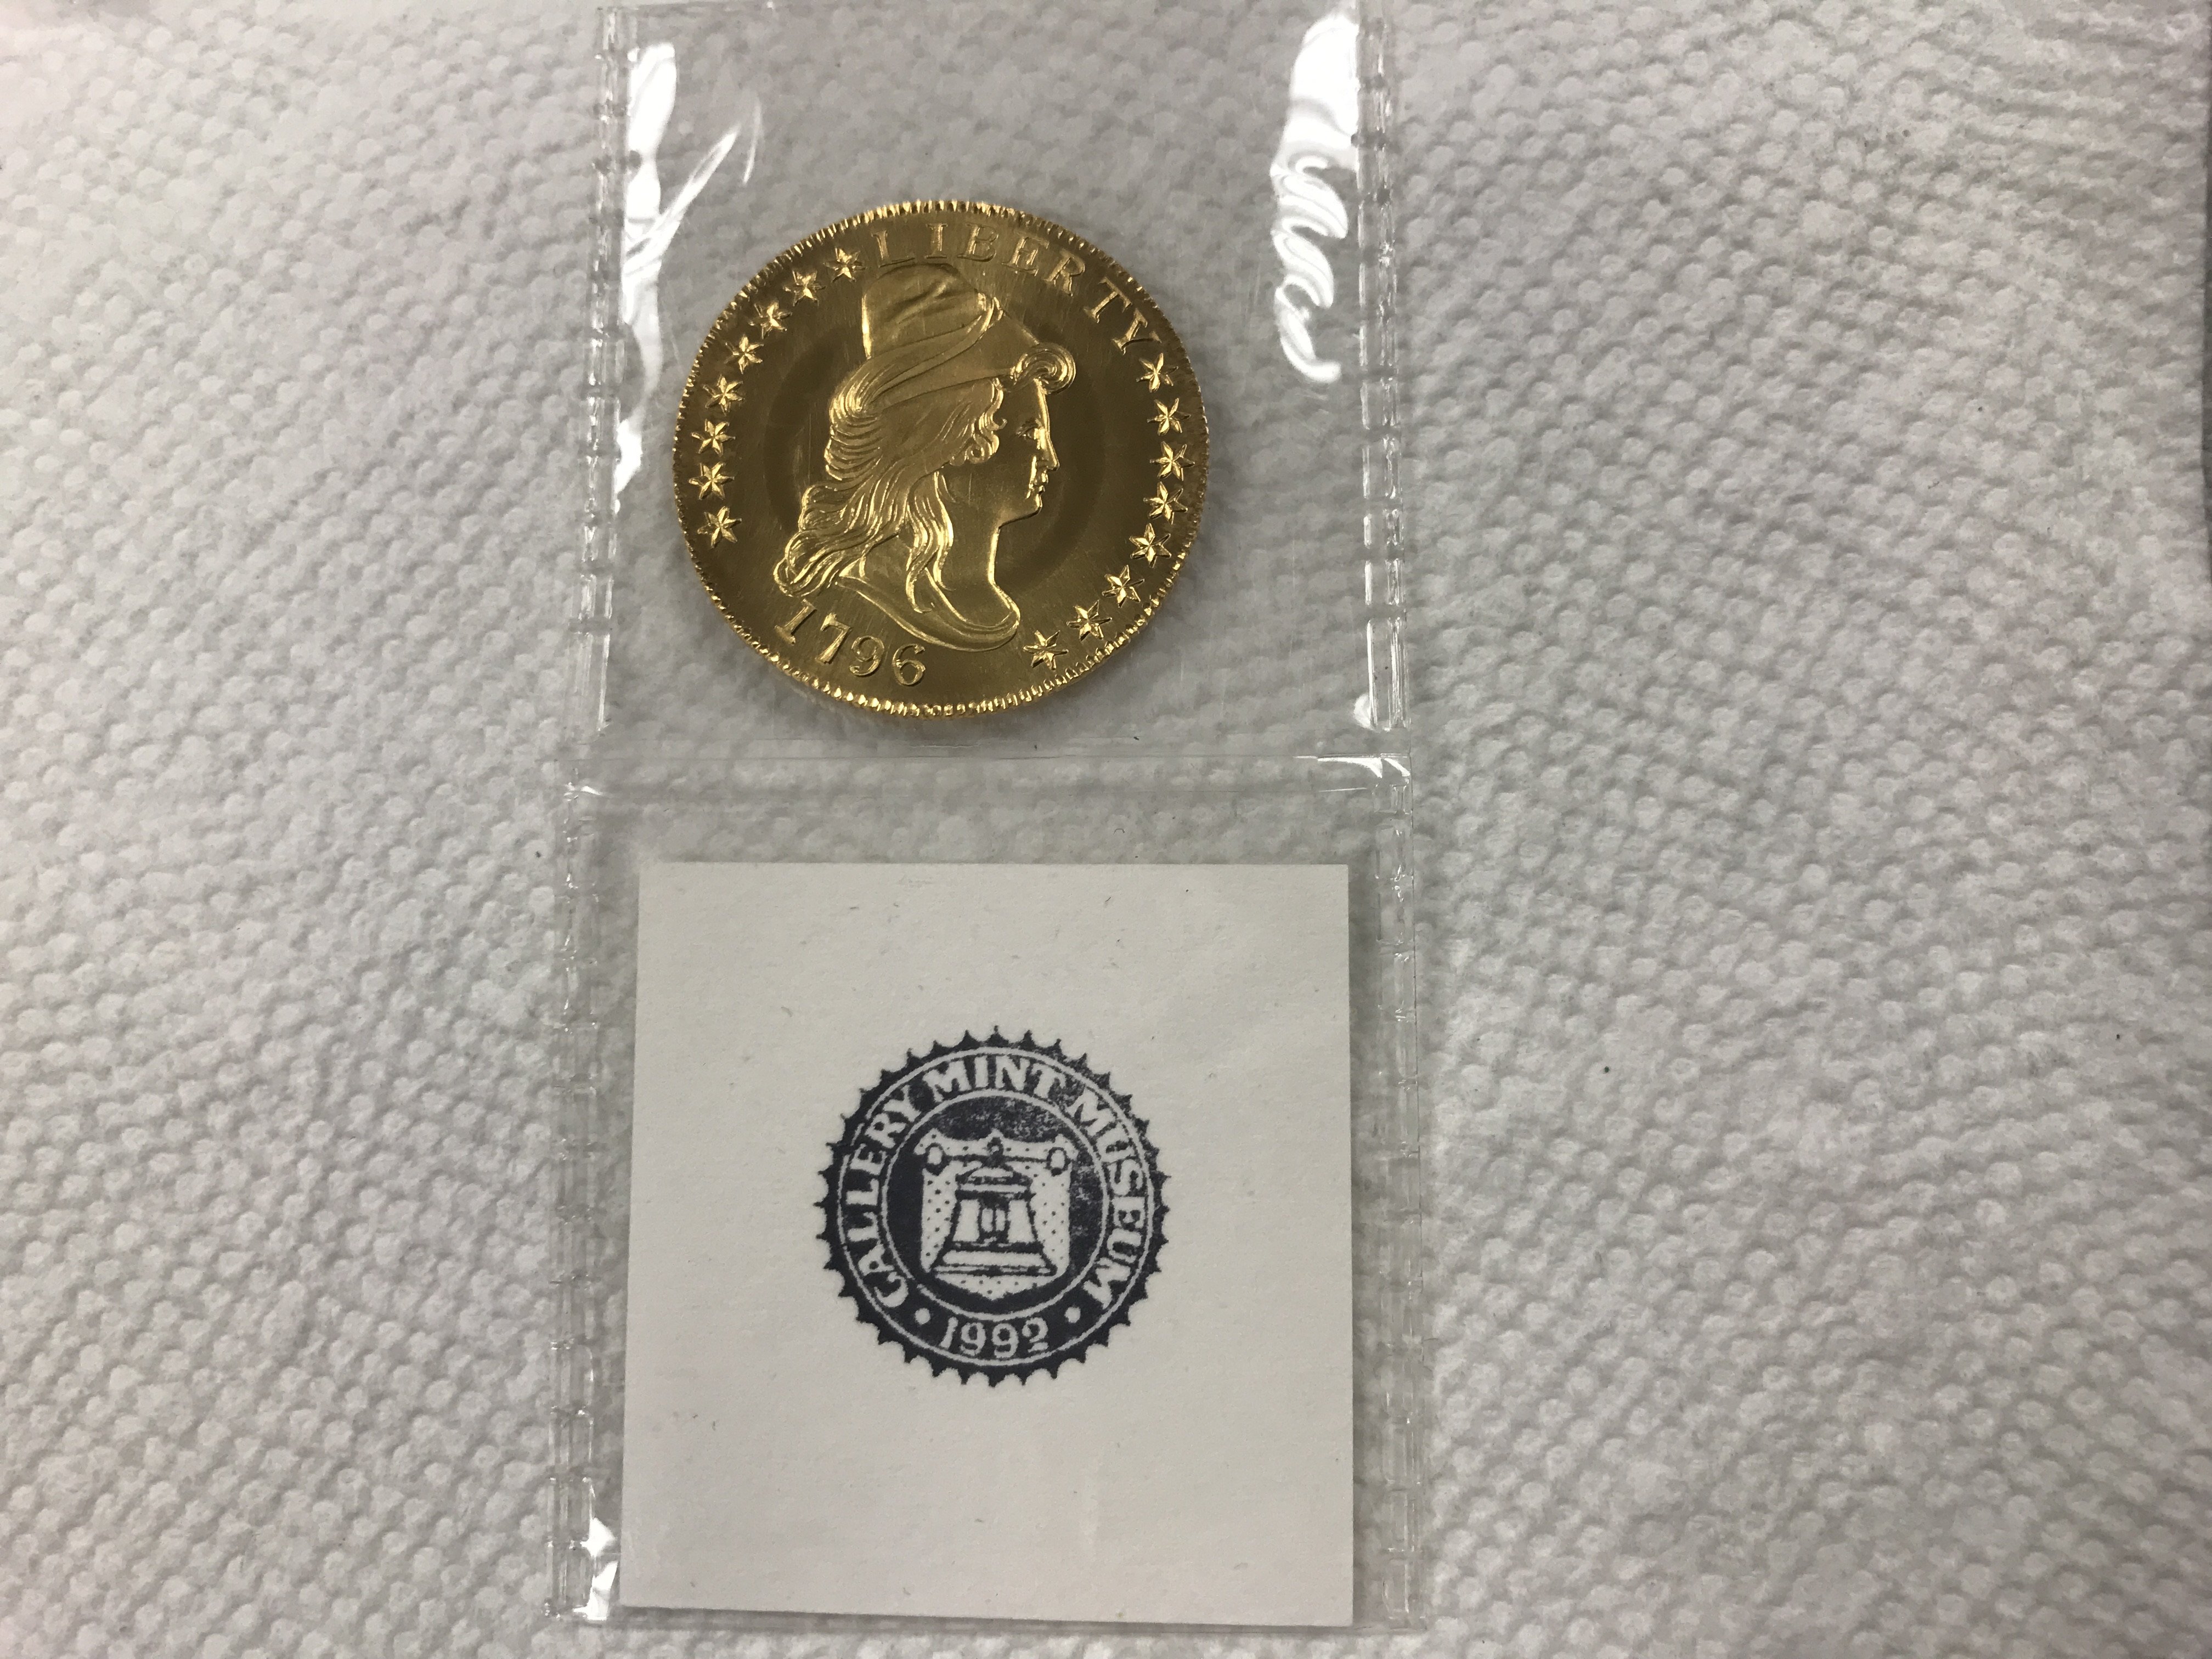 LIBERTY
1796
GALLERY MINT MUSEUM
• 1992 •